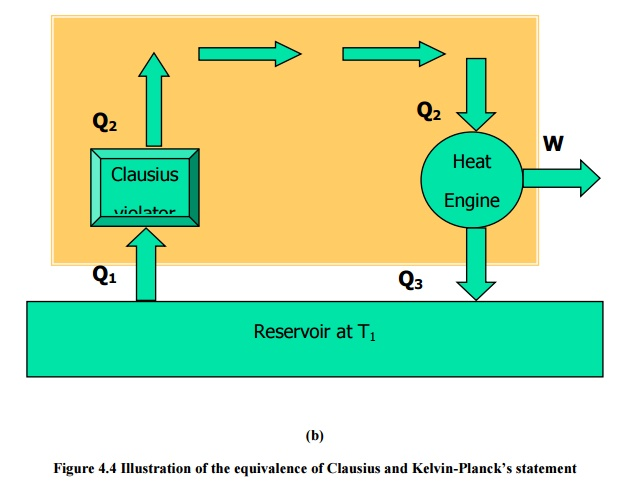 Q₂
Q₂
W
Clausius
violator
Heat
Engine
Q₁
Q₃
Reservoir at T₁
(b)
Figure 4.4 Illustration of the equivalence of Clausius and Kelvin-Planck's statement